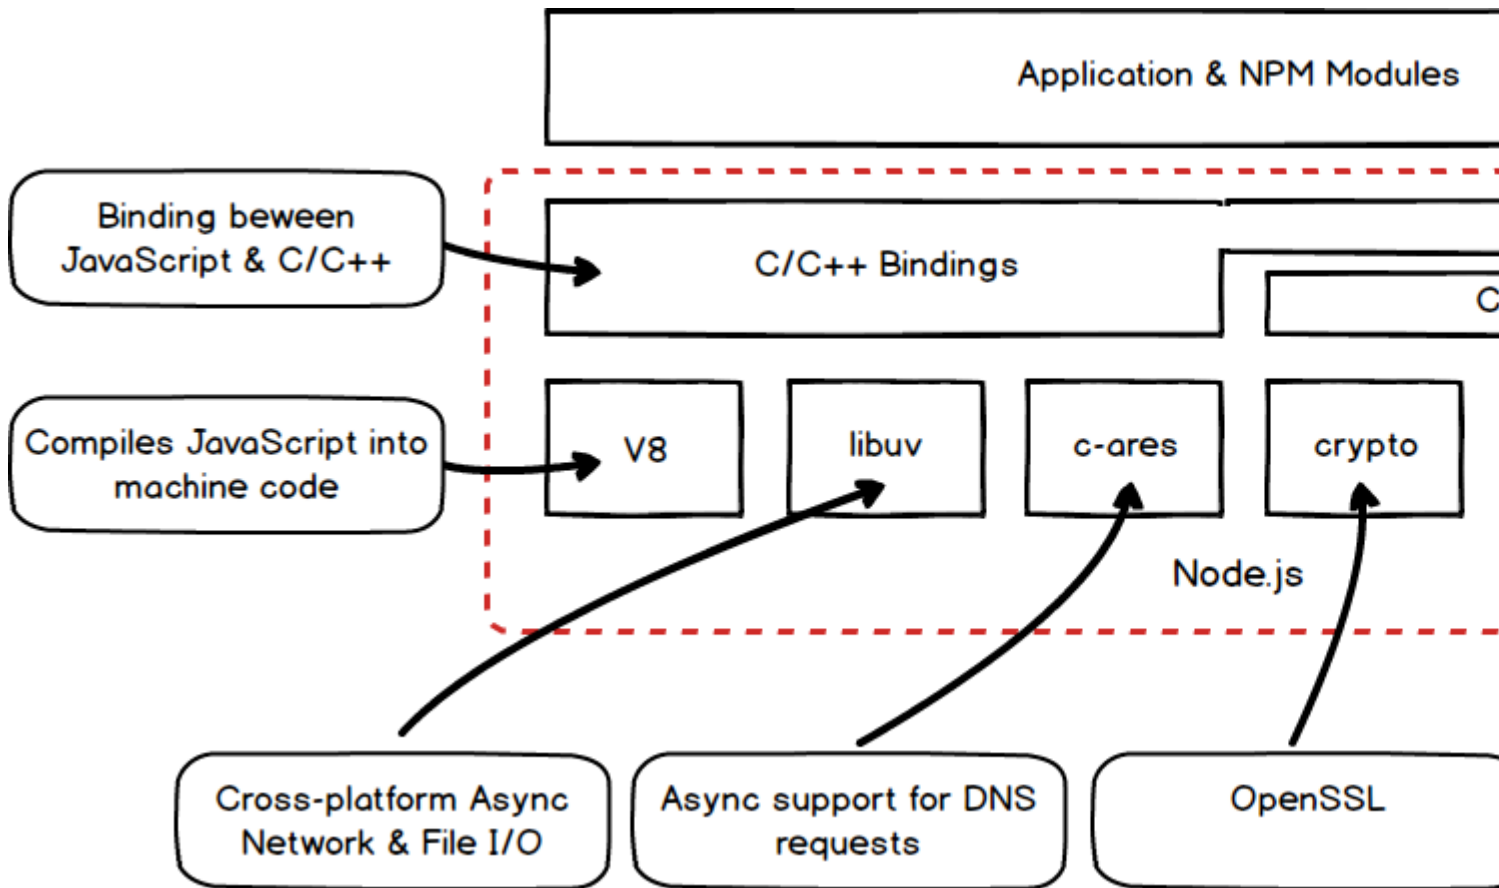 Application & NPM Modules
Binding beween
JavaScript & C/C++
C/C++ Bindings
C
Compiles JavaScript into
machine code
V8
libuv
c-ares
crypto
Node.js
Cross-platform Async
Network & File I/O
Async support for DNS
requests
OpenSSL